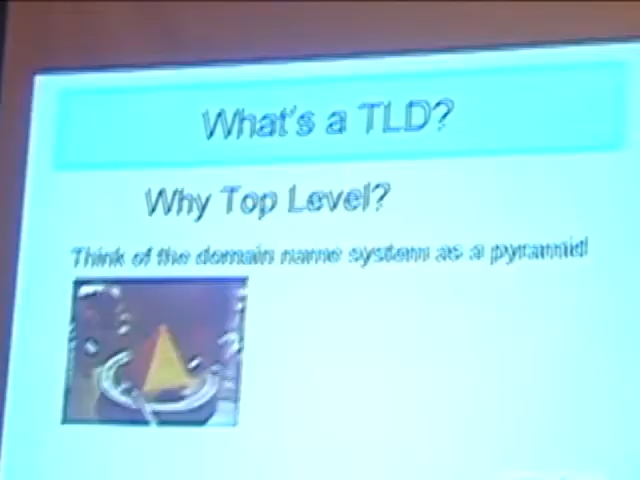 What's a TLD?
Why Top Level?
Think of the domain name system as a pyramid!